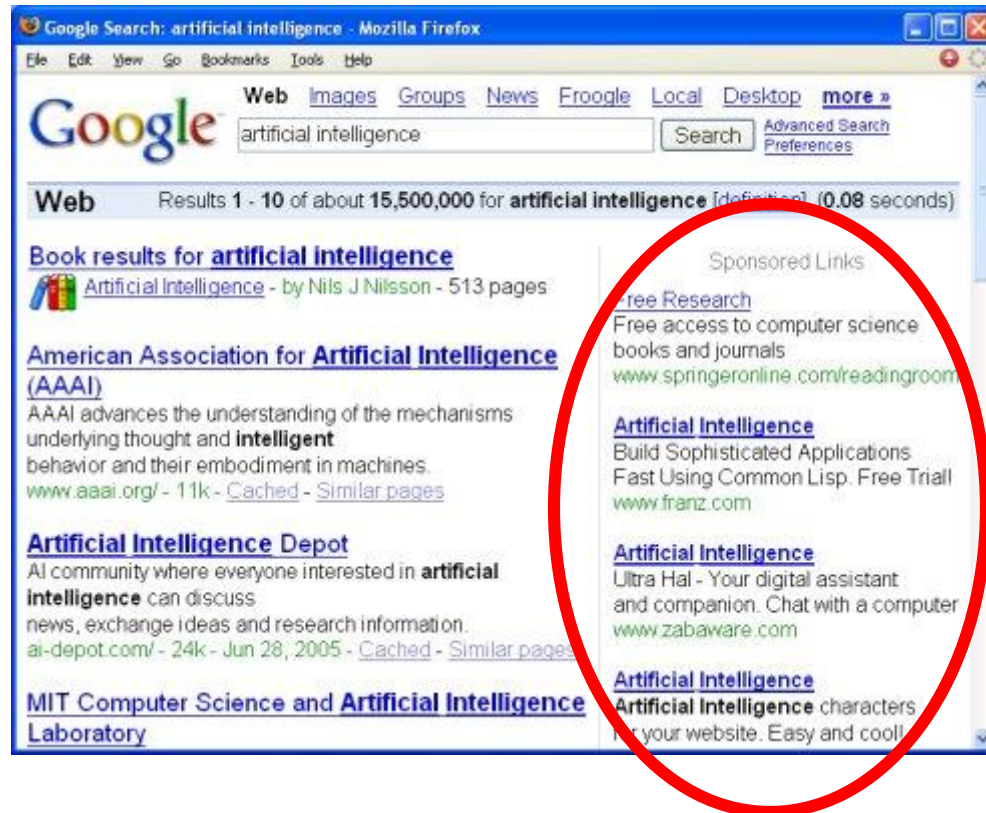 Google Search: artificial intelligence - Mozilla Firefox
File Edit View Go Bookmarks Tools Help
Google
Web Images Groups News Froogle Local Desktop more »
artificial intelligence Search Advanced Search
Preferences
Web Results 1 - 10 of about 15,500,000 for artificial intelligence [definition]. (0.08 seconds)
Book results for artificial intelligence
Artificial Intelligence - by Nils J Nilsson - 513 pages
American Association for Artificial Intelligence
(AAAI)
AAAI advances the understanding of the mechanisms
underlying thought and intelligent
behavior and their embodiment in machines.
www.aaai.org/ - 11k - Cached - Similar pages
Artificial Intelligence Depot
AI community where everyone interested in artificial
intelligence can discuss
news, exchange ideas and research information.
ai-depot.com/ - 24k - Jun 28, 2005 - Cached - Similar pages
MIT Computer Science and Artificial Intelligence
Laboratory
Sponsored Links
Free Research
Free access to computer science
books and journals
www.springeronline.com/readingroom
Artificial Intelligence
Build Sophisticated Applications
Fast Using Common Lisp. Free Trial!
www.franz.com
Artificial Intelligence
Ultra Hal - Your digital assistant
and companion. Chat with a computer
www.zabaware.com
Artificial Intelligence
Artificial Intelligence characters
for your website. Easy and cool!